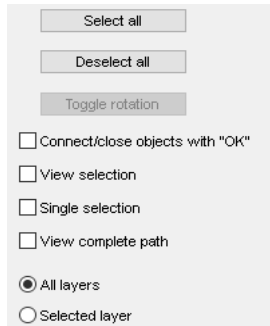 Select all
Deselect all
Toggle rotation
Connect/close objects with "OK"
View selection
Single selection
View complete path
All layers
Selected layer